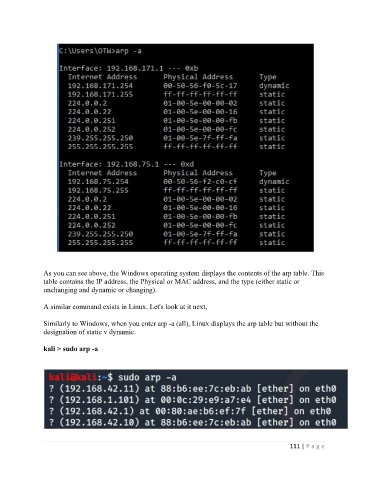 C:\Users\OTW>arp -a
Interface: 192.168.171.1 --- 0xb
Internet Address Physical Address Type
192.168.171.254 00-50-56-f0-5c-17 dynamic
192.168.171.255 ff-ff-ff-ff-ff-ff static
224.0.0.2 01-00-5e-00-00-02 static
224.0.0.22 01-00-5e-00-00-16 static
224.0.0.251 01-00-5e-00-00-fb static
224.0.0.252 01-00-5e-00-00-fc static
239.255.255.250 01-00-5e-7f-ff-fa static
255.255.255.255 ff-ff-ff-ff-ff-ff static
Interface: 192.168.75.1 --- 0xd
Internet Address Physical Address Type
192.168.75.254 00-50-56-f2-c0-cf dynamic
192.168.75.255 ff-ff-ff-ff-ff-ff static
224.0.0.2 01-00-5e-00-00-02 static
224.0.0.22 01-00-5e-00-00-16 static
224.0.0.251 01-00-5e-00-00-fb static
224.0.0.252 01-00-5e-00-00-fc static
239.255.255.250 01-00-5e-7f-ff-fa static
255.255.255.255 ff-ff-ff-ff-ff-ff static
As you can see above, the Windows operating system displays the contents of the arp table. This
table contains the IP address, the Physical or MAC address, and the type (either static or
unchanging and dynamic or changing).
A similar command exists in Linux. Let's look at it next,
Similarly to Windows, when you enter arp -a (all), Linux displays the arp table but without the
designation of static v dynamic.
kali > sudo arp -a
kali@kali:~$ sudo arp -a
? (192.168.42.11) at 88:b6:ee:7c:eb:ab [ether] on eth0
? (192.168.1.101) at 00:0c:29:e9:a7:e4 [ether] on eth0
? (192.168.42.1) at 00:80:ae:b6:ef:7f [ether] on eth0
? (192.168.42.10) at 88:b6:ee:7c:eb:ab [ether] on eth0
111 | Page